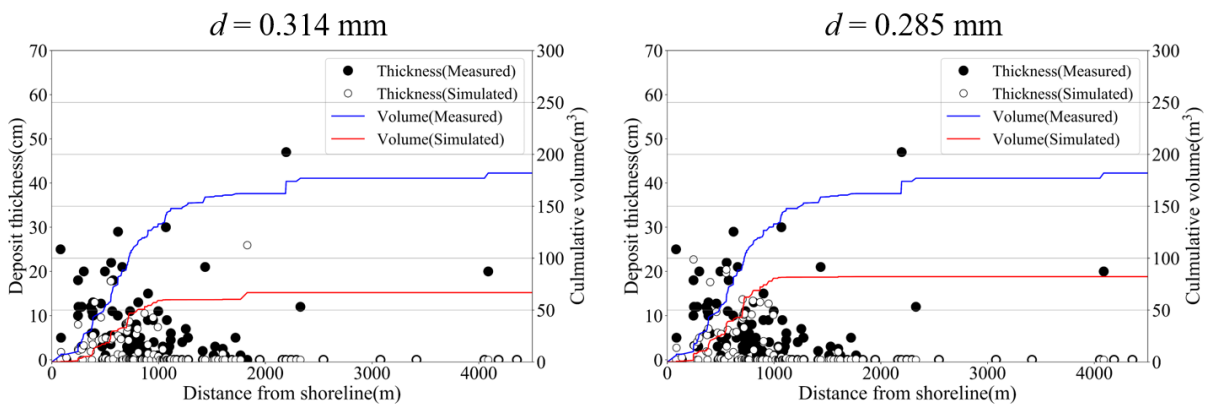 d = 0.314 mm
70
60
50
40
30
20
10
0
Deposit thickness(cm)
Thickness(Measured)
Thickness(Simulated)
Volume(Measured)
Volume(Simulated)
300
250
200
150
100
50
0
Culmulative volume(m³)
0
1000
2000
3000
4000
Distance from shoreline(m)
d = 0.285 mm
70
60
50
40
30
20
10
0
Deposit thickness(cm)
Thickness(Measured)
Thickness(Simulated)
Volume(Measured)
Volume(Simulated)
300
250
200
150
100
50
0
Culmulative volume(m³)
0
1000
2000
3000
4000
Distance from shoreline(m)